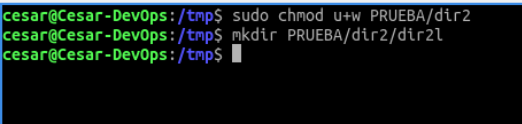 cesar@Cesar-DevOps:/tmp$ sudo chmod u+w PRUEBA/dir2
cesar@Cesar-DevOps:/tmp$ mkdir PRUEBA/dir2/dir2l
cesar@Cesar-DevOps:/tmp$